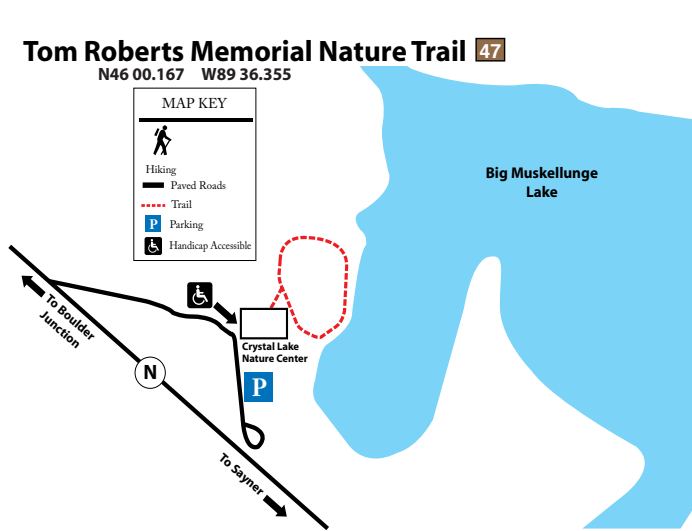 Tom Roberts Memorial Nature Trail 47
N46 00.167 W89 36.355
MAP KEY
Hiking
Paved Roads
Trail
P Parking
Handicap Accessible
Big Muskellunge
Lake
To Boulder
Junction
Crystal Lake
Nature Center
N
P
To Sayner